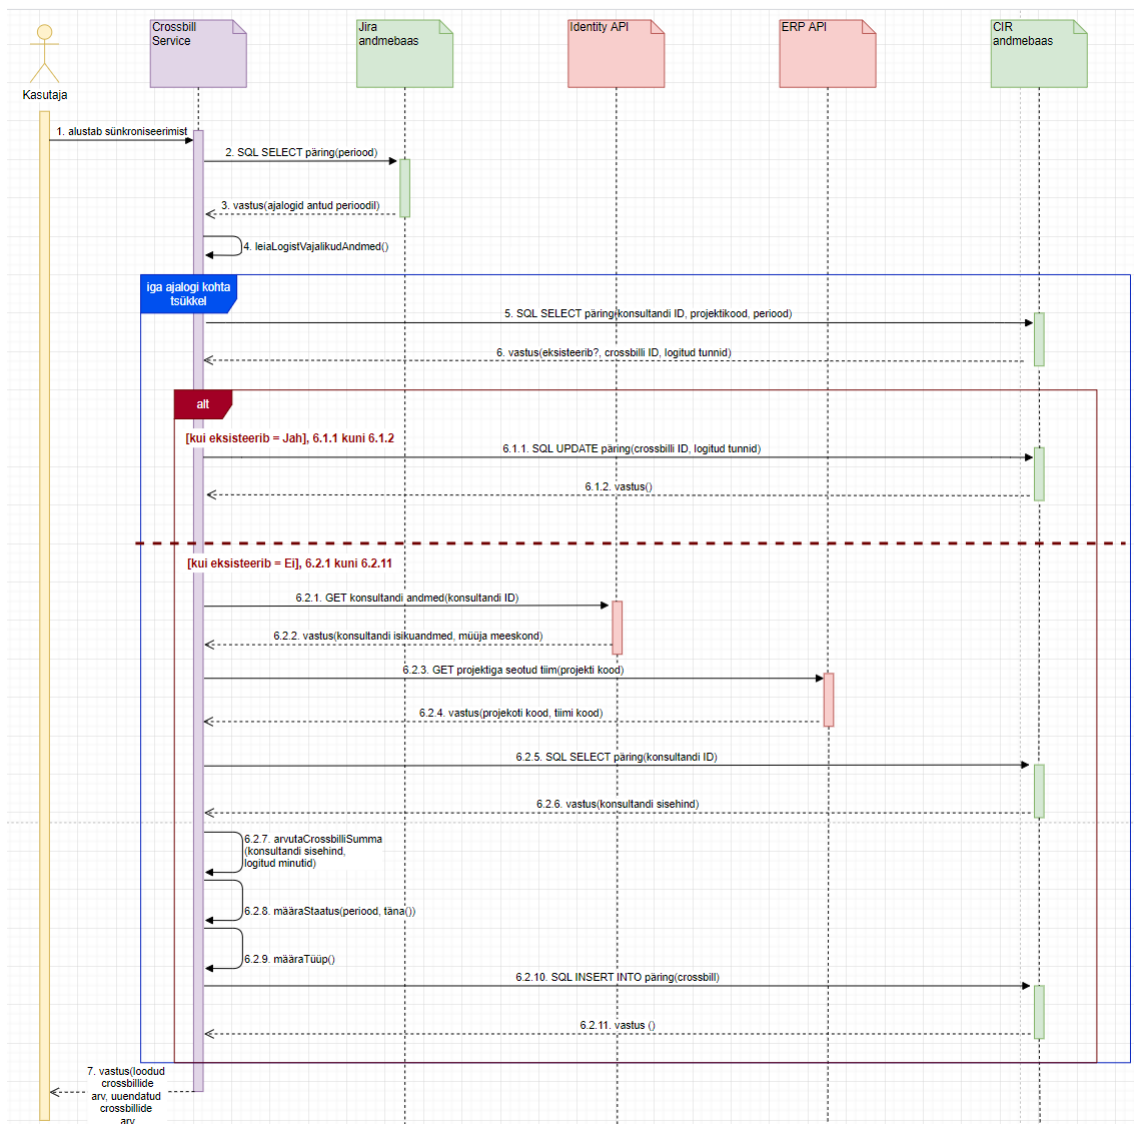 Crossbill
Service
Jira
andmebaas
Identity API
ERP API
CIR
andmebaas
Kasutaja
1. alustab sünkroniseerimist
2. SQL SELECT päring(periood)
3. vastus(ajalogid antud perioodil)
4. leiaLogistVajalikudAndmed()
iga ajalogi kohta
tsükkel
5. SQL SELECT päring(konsultandi ID, projektikood, periood)
6. vastus(eksisteerib?, crossbilli ID, logitud tunnid)
alt
[kui eksisteerib = Jah], 6.1.1 kuni 6.1.2
6.1.1. SQL UPDATE päring(crossbilli ID, logitud tunnid)
6.1.2. vastus()
[kui eksisteerib = Ei], 6.2.1 kuni 6.2.11
6.2.1. GET konsultandi andmed(konsultandi ID)
6.2.2. vastus(konsultandi isikuandmed, müüja meeskond)
6.2.3. GET projektiga seotud tiim(projekti kood)
6.2.4. vastus(projekoti kood, tiimi kood)
6.2.5. SQL SELECT päring(konsultandi ID)
6.2.6. vastus(konsultandi sisehind)
6.2.7. arvutaCrossbilliSumma
(konsultandi sisehind,
logitud minutid)
6.2.8. määraStaatus(periood, täna())
6.2.9. määraTüüp()
6.2.10. SQL INSERT INTO päring(crossbill)
6.2.11. vastus ()
7. vastus(loodud
crossbillide
arv, uuendatud
crossbillide
arv